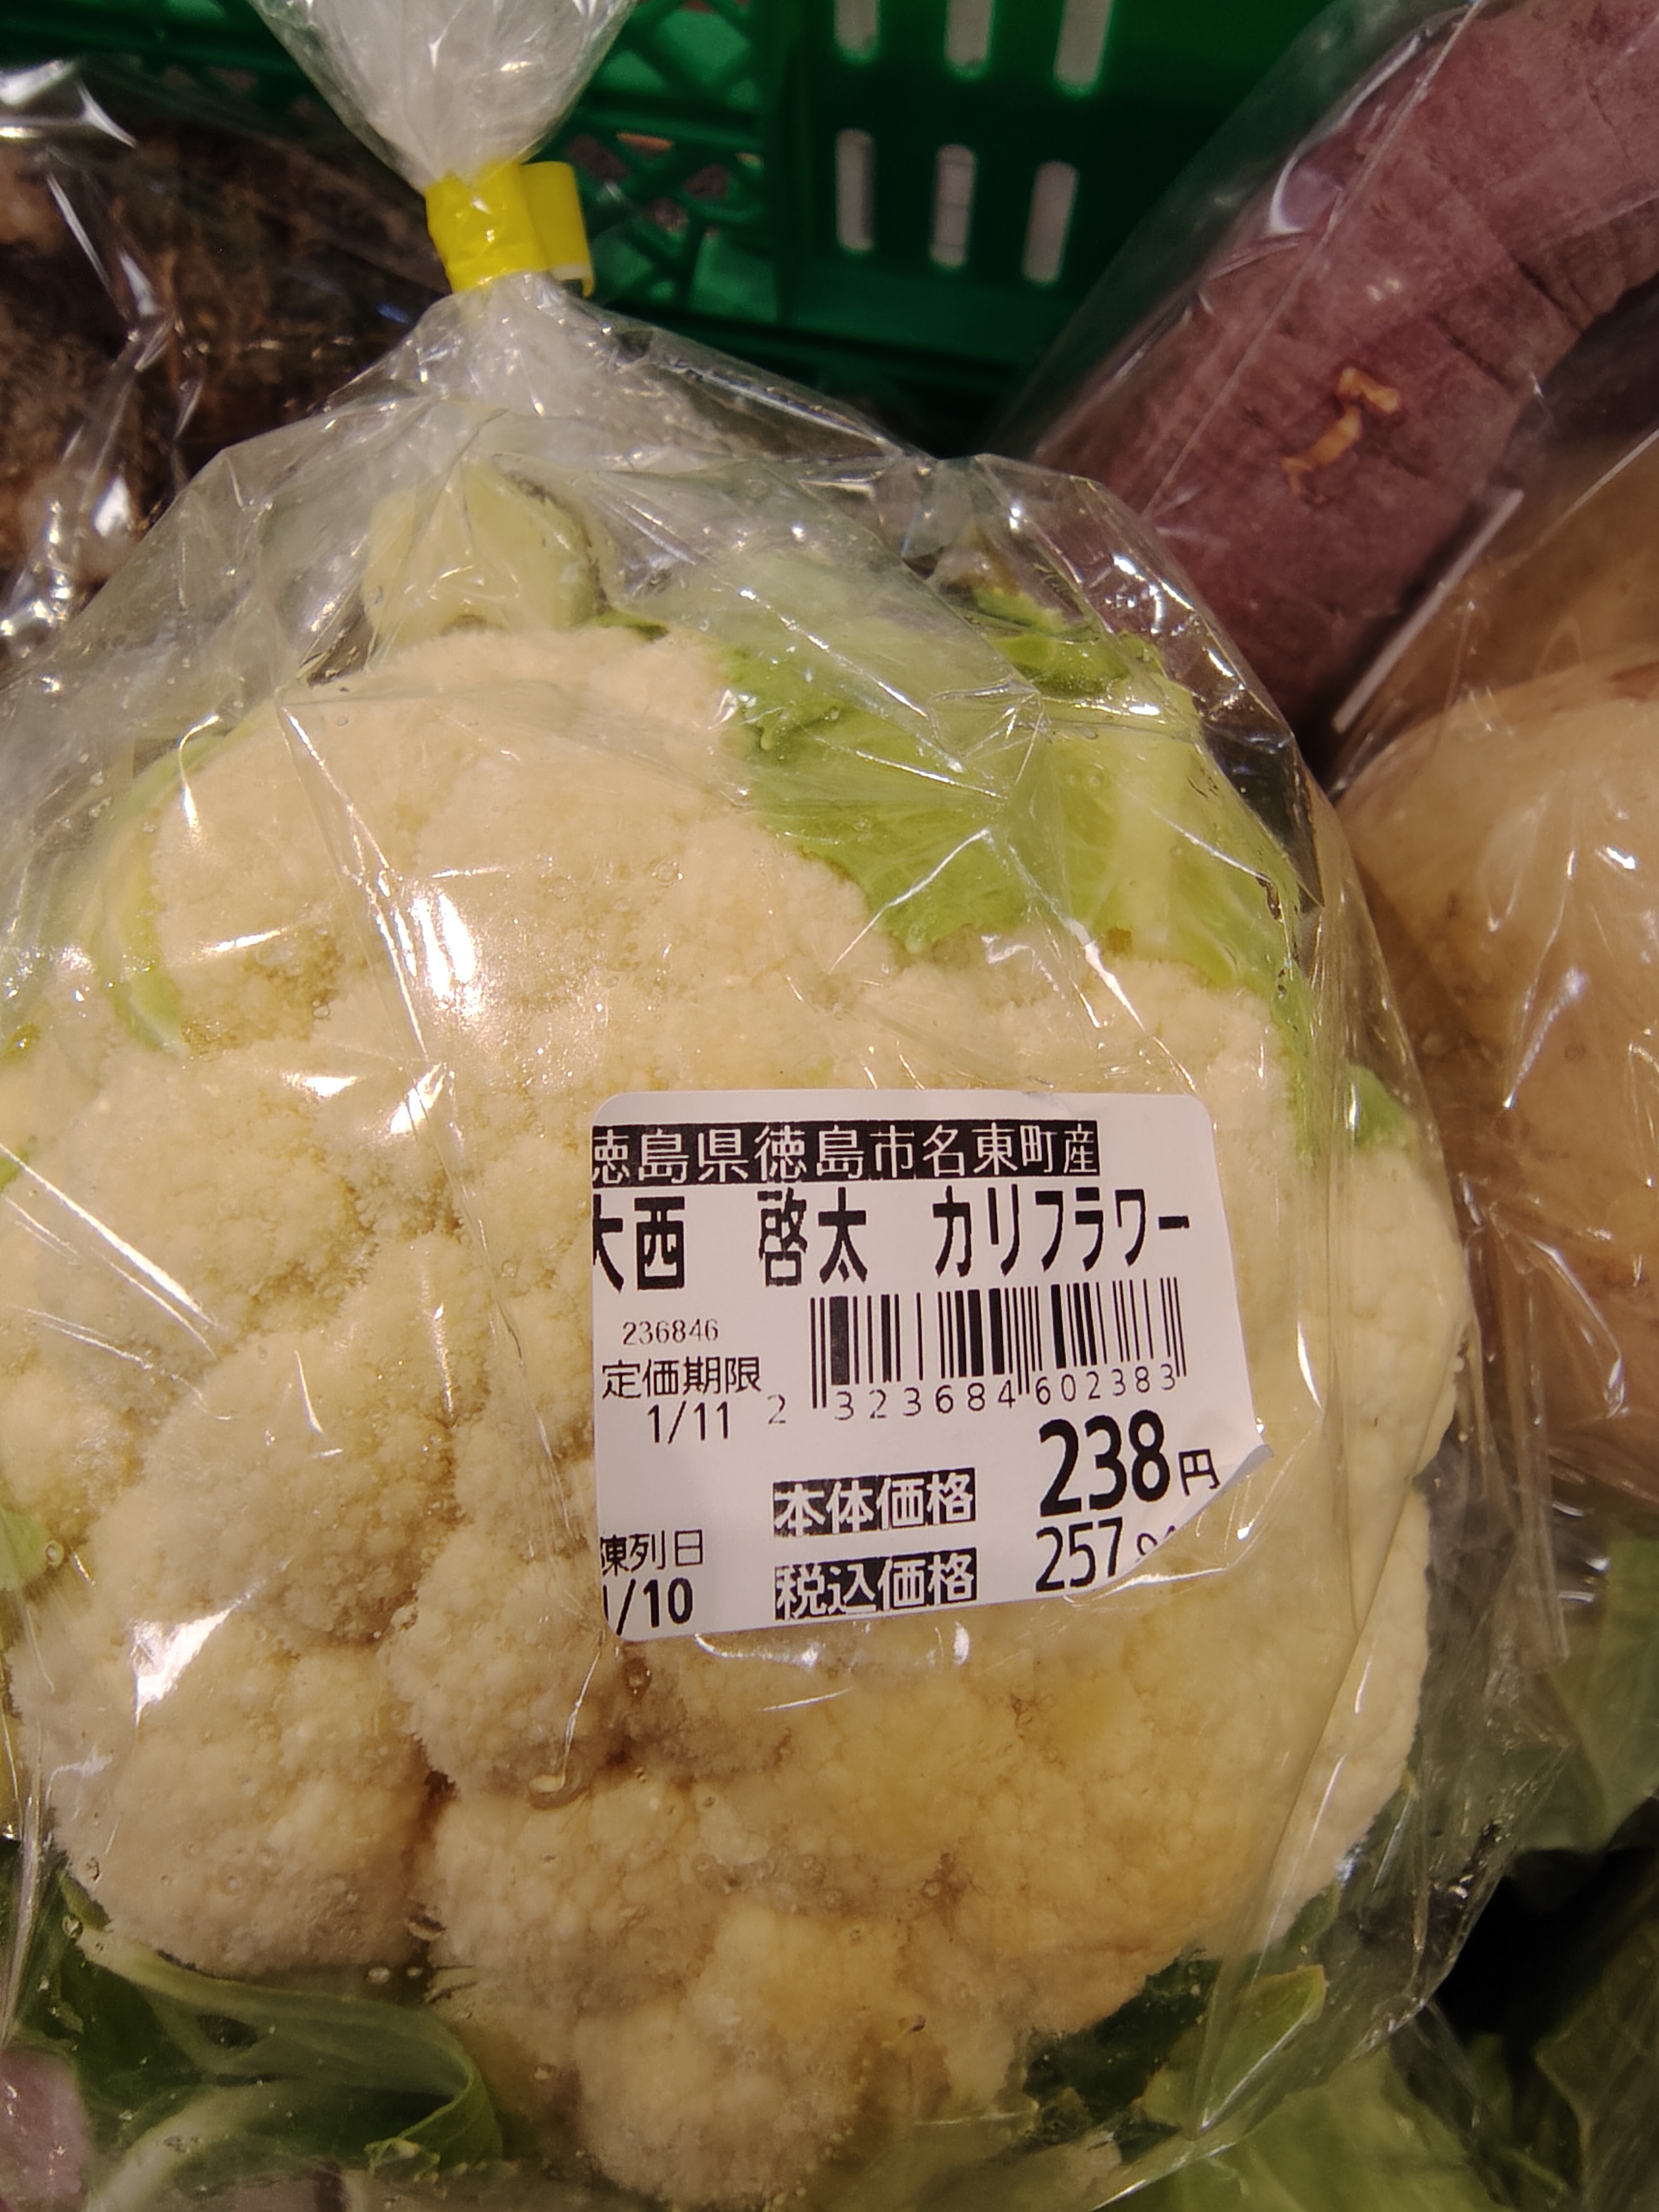 徳島県徳島市名東町産
大西 啓太 カリフラワー
236846
定価期限
1/11
2 323684 602383
本体価格 238円
陳列日
1/10
税込価格 257